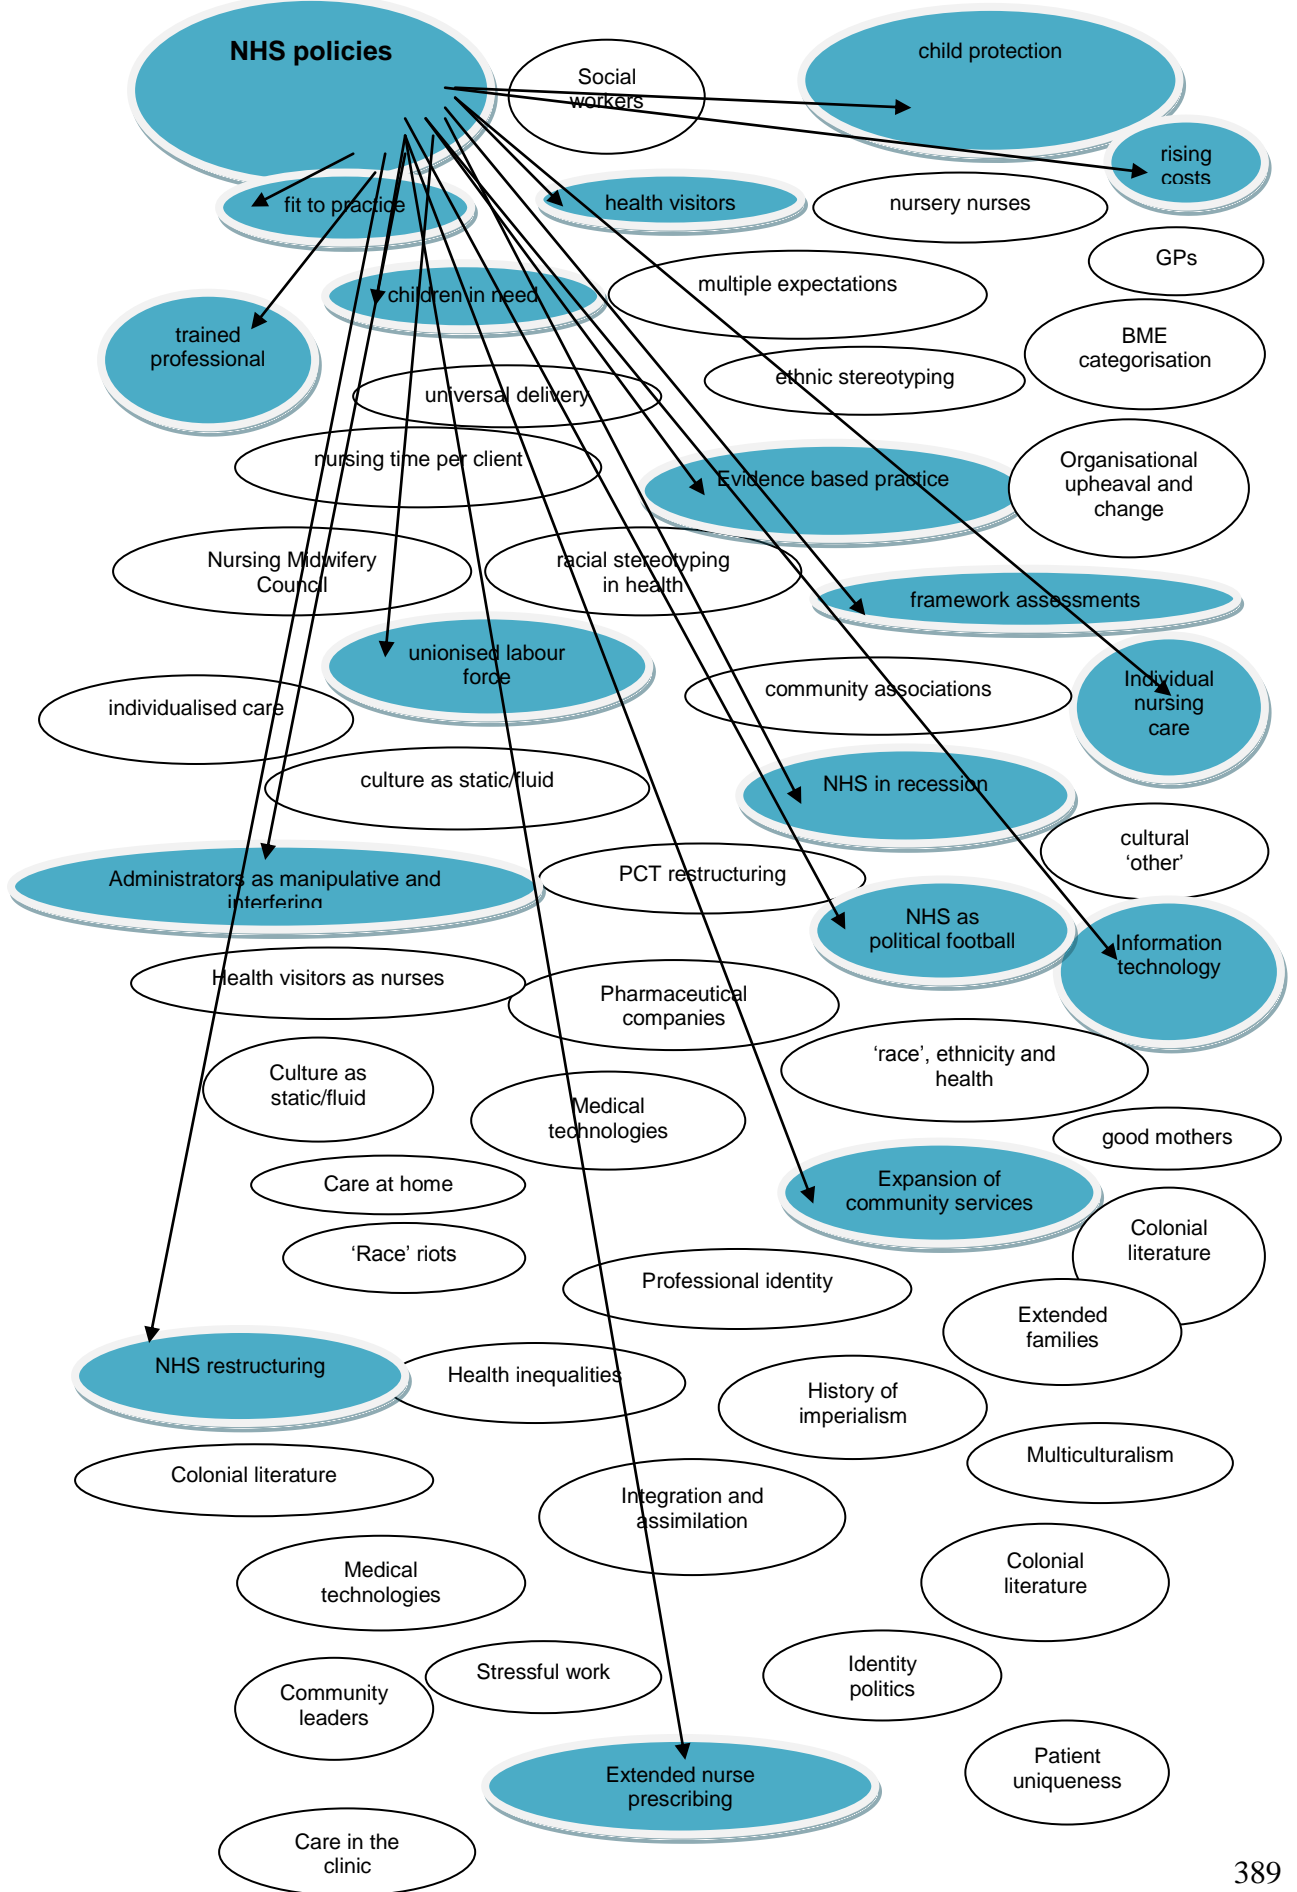 NHS policies
child protection
Social
workers
rising
costs
fit to practice
health visitors
nursery nurses
GPs
children in need
multiple expectations
trained
professional
BME
categorisation
ethnic stereotyping
universal delivery
nursing time per client
Evidence based practice
Organisational
upheaval and
change
Nursing Midwifery
Council
racial stereotyping
in health
framework assessments
unionised labour
force
individualised care
community associations
Individual
nursing
care
culture as static/fluid
NHS in recession
cultural
‘other’
Administrators as manipulative and
interfering
PCT restructuring
NHS as
political football
Information
technology
Health visitors as nurses
Pharmaceutical
companies
‘race’, ethnicity and
health
Culture as
static/fluid
Medical
technologies
good mothers
Care at home
Expansion of
community services
‘Race’ riots
Colonial
literature
Professional identity
Extended
families
NHS restructuring
Health inequalities
History of
imperialism
Multiculturalism
Colonial literature
Integration and
assimilation
Medical
technologies
Colonial
literature
Stressful work
Identity
politics
Community
leaders
Patient
uniqueness
Extended nurse
prescribing
Care in the
clinic
389